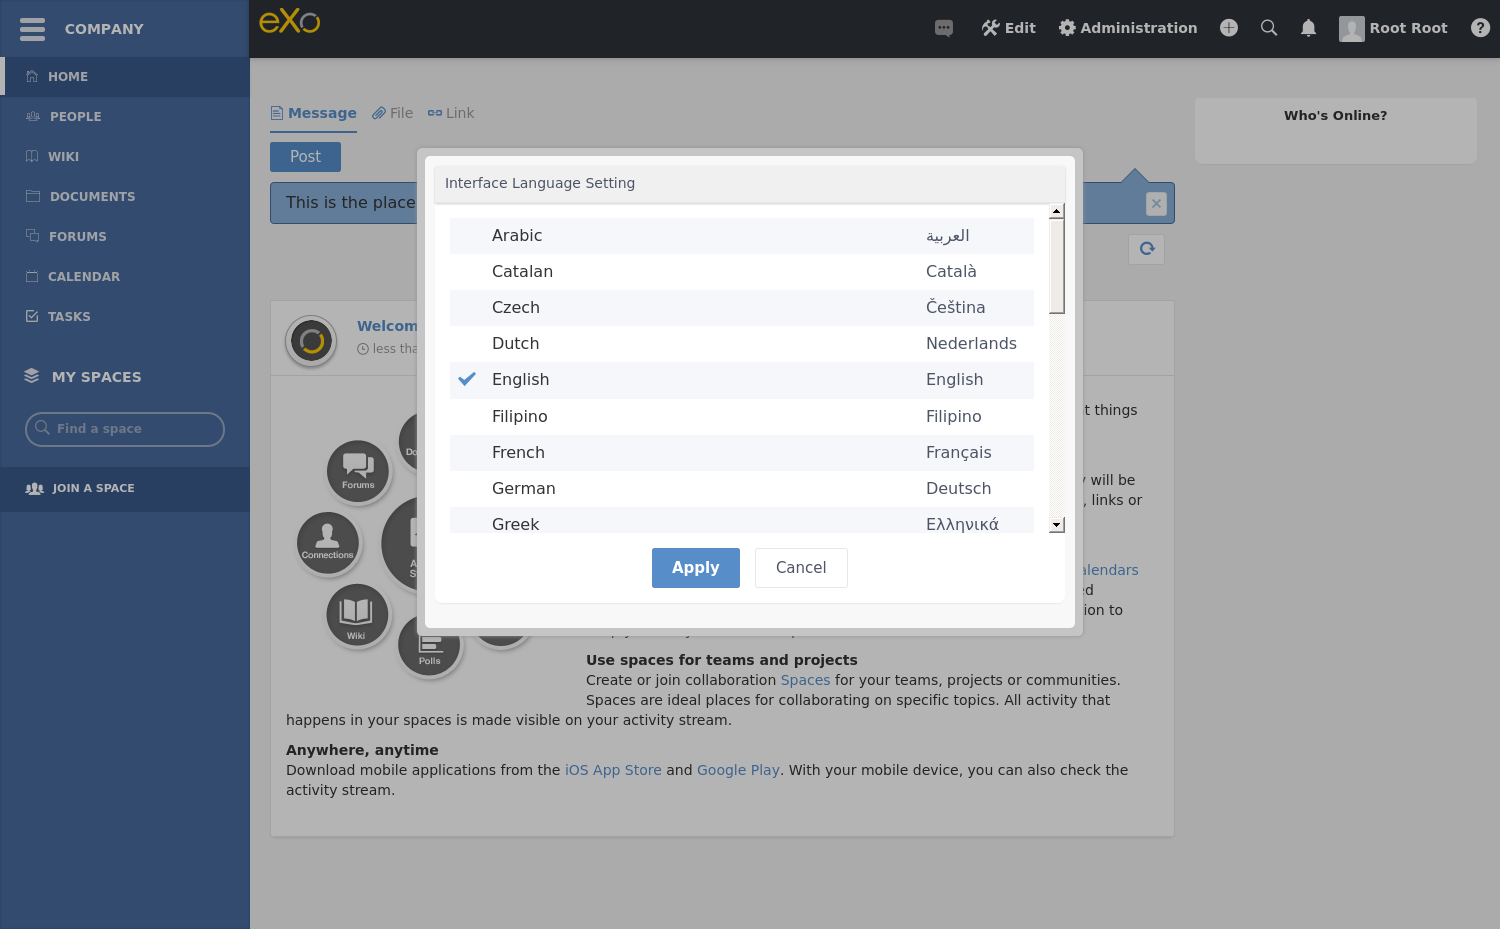 COMPANY
eXo
Edit
Administration
Root Root
?
HOME
PEOPLE
WIKI
DOCUMENTS
FORUMS
CALENDAR
TASKS
MY SPACES
Find a space
JOIN A SPACE
Message
File
Link
Post
This is the place
Who's Online?
Interface Language Setting
Arabic العربية
Catalan Català
Czech Čeština
Dutch Nederlands
English English
Filipino Filipino
French Français
German Deutsch
Greek Ελληνικά
Apply
Cancel
less tha
t things
Forums
will be
, links or
Connections
Wiki
Polls
ed
Use spaces for teams and projects
Create or join collaboration Spaces for your teams, projects or communities.
Spaces are ideal places for collaborating on specific topics. All activity that
happens in your spaces is made visible on your activity stream.
Anywhere, anytime
Download mobile applications from the iOS App Store and Google Play. With your mobile device, you can also check the
activity stream.